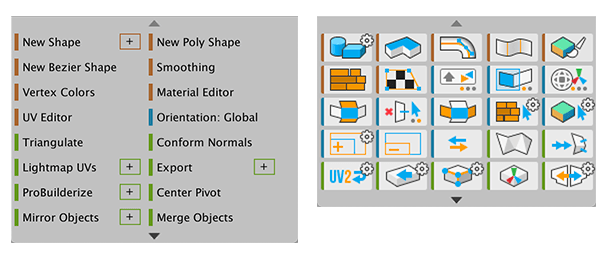 New Shape + New Poly Shape
New Bezier Shape Smoothing
Vertex Colors Material Editor
UV Editor Orientation: Global
Triangulate Conform Normals
Lightmap UVs + Export +
ProBuilderize + Center Pivot
Mirror Objects + Merge Objects
UV2